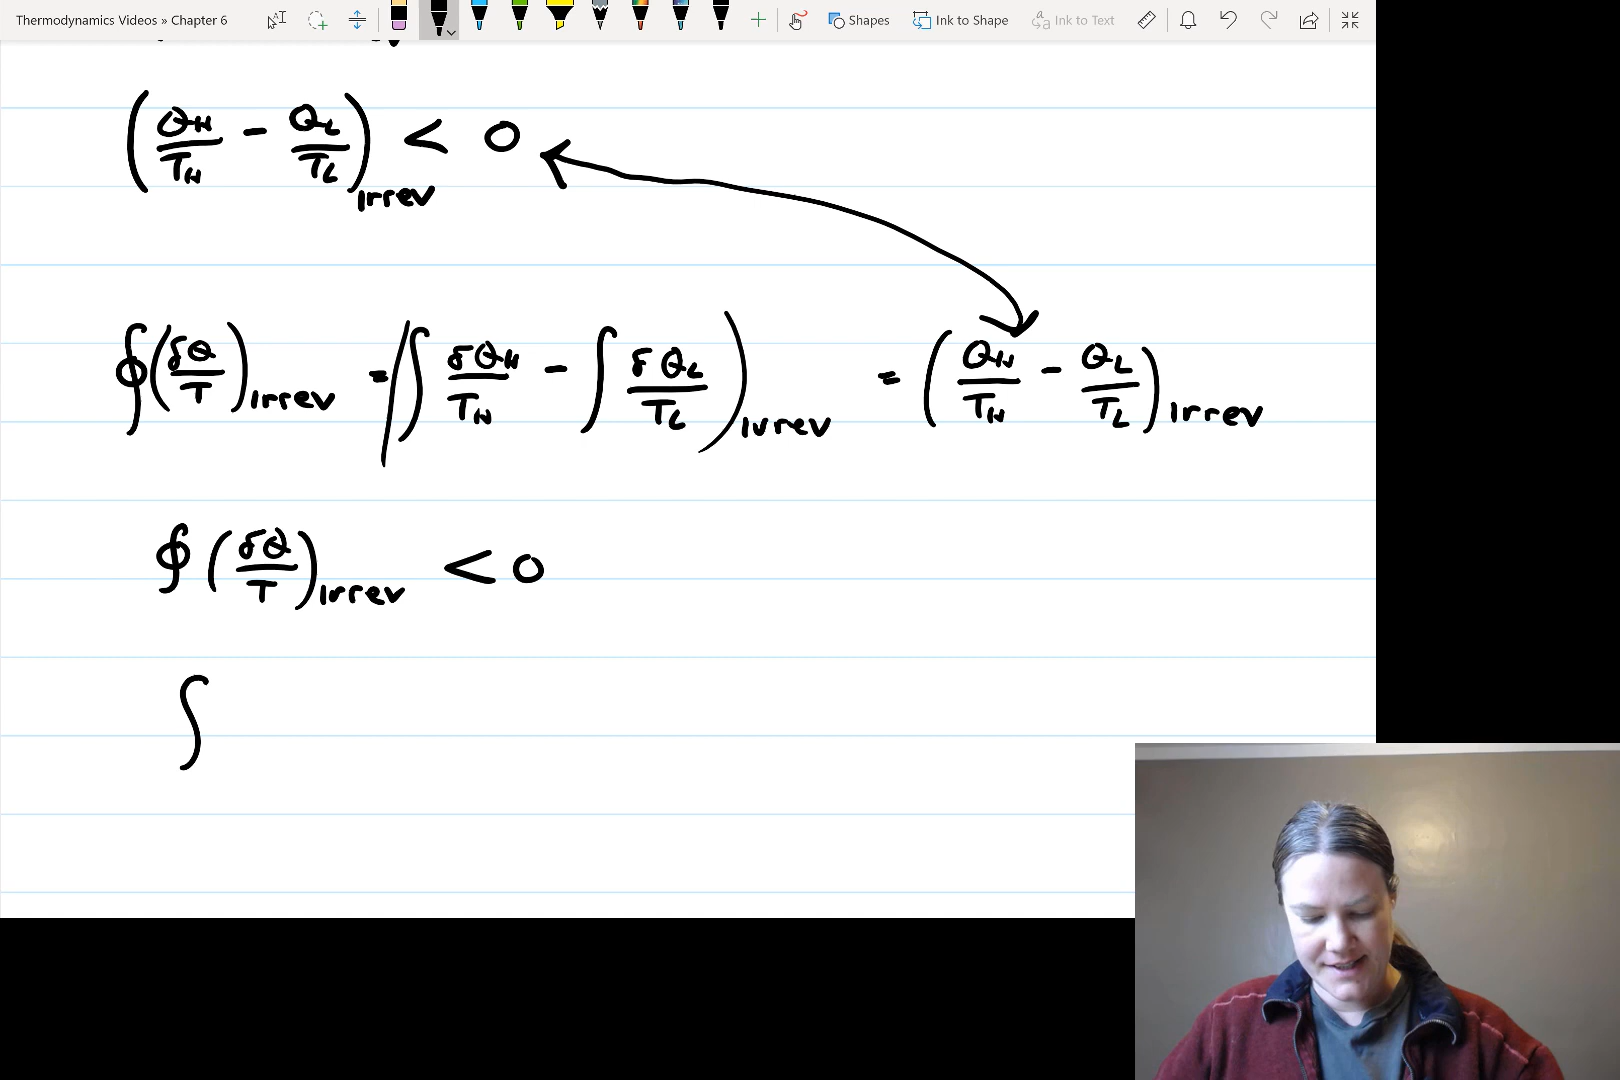 Thermodynamics Videos » Chapter 6 Shapes Ink to Shape Ink to Text
(QH/TH - QL/TL)irrev < 0
∮(δQ/T)irrev = (∫ δQH/TH - ∫ δQL/TL)irrev = (QH/TH - QL/TL)irrev
∮(δQ/T)irrev < 0
∫